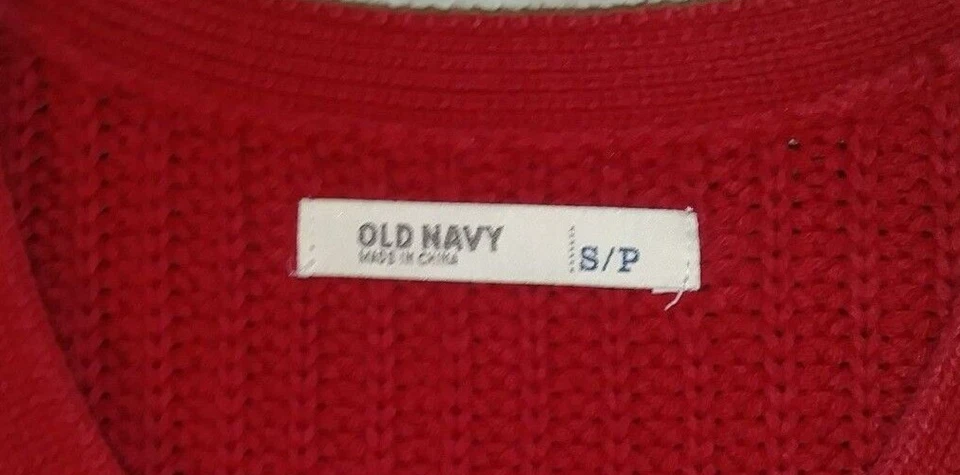 OLD NAVY
MADE IN CHINA
S/P